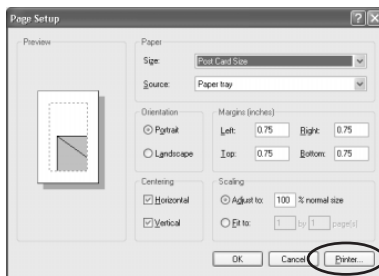 Page Setup
Preview
Paper
Size: Post Card Size
Source: Paper tray
Orientation
Portrait
Landscape
Margins (inches)
Left: 0.75 Right: 0.75
Top: 0.75 Bottom: 0.75
Centering
Horizontal
Vertical
Scaling
Adjust to: 100 % normal size
Fit to: 1 by 1 page(s)
OK Cancel Printer...